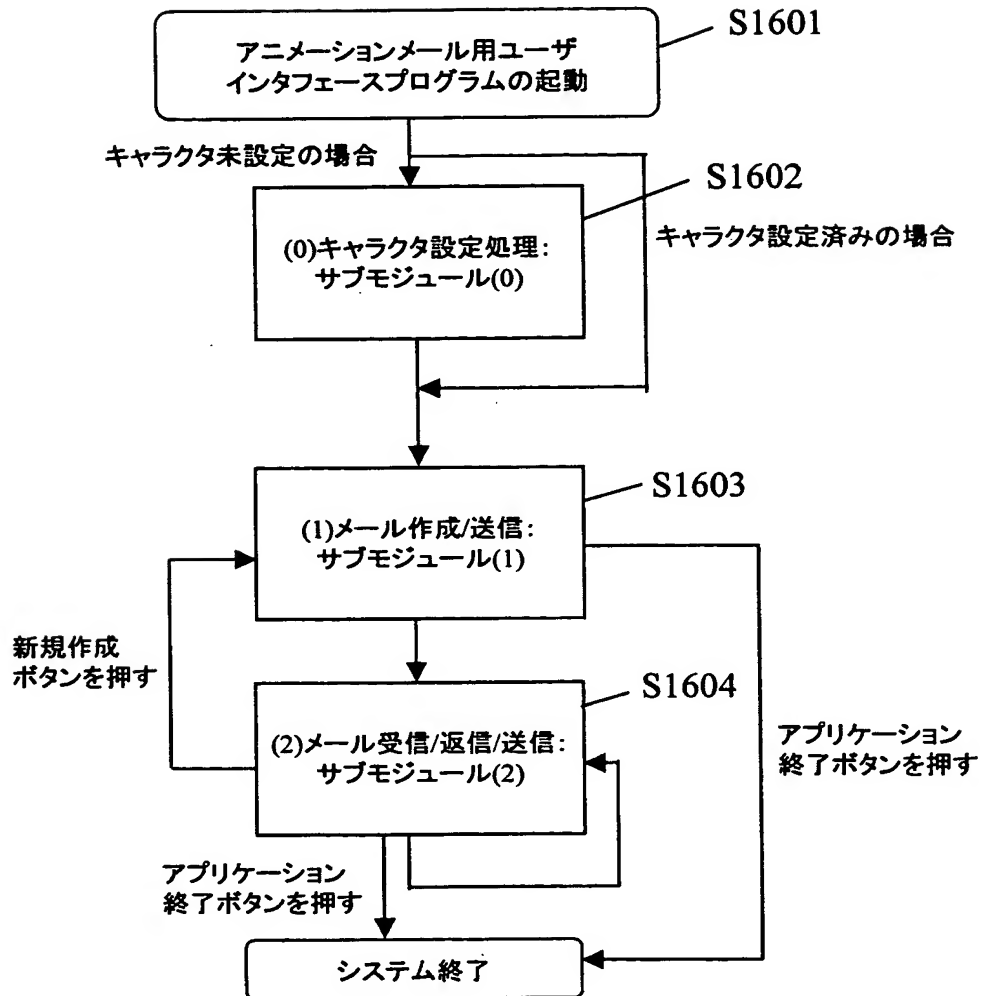 S1601
アニメーションメール用ユーザ
インタフェースプログラムの起動
キャラクタ未設定の場合
S1602
(0)キャラクタ設定処理:
サブモジュール(0)
キャラクタ設定済みの場合
S1603
(1)メール作成/送信:
サブモジュール(1)
新規作成
ボタンを押す
S1604
(2)メール受信/返信/送信:
サブモジュール(2)
アプリケーション
終了ボタンを押す
アプリケーション
終了ボタンを押す
システム終了